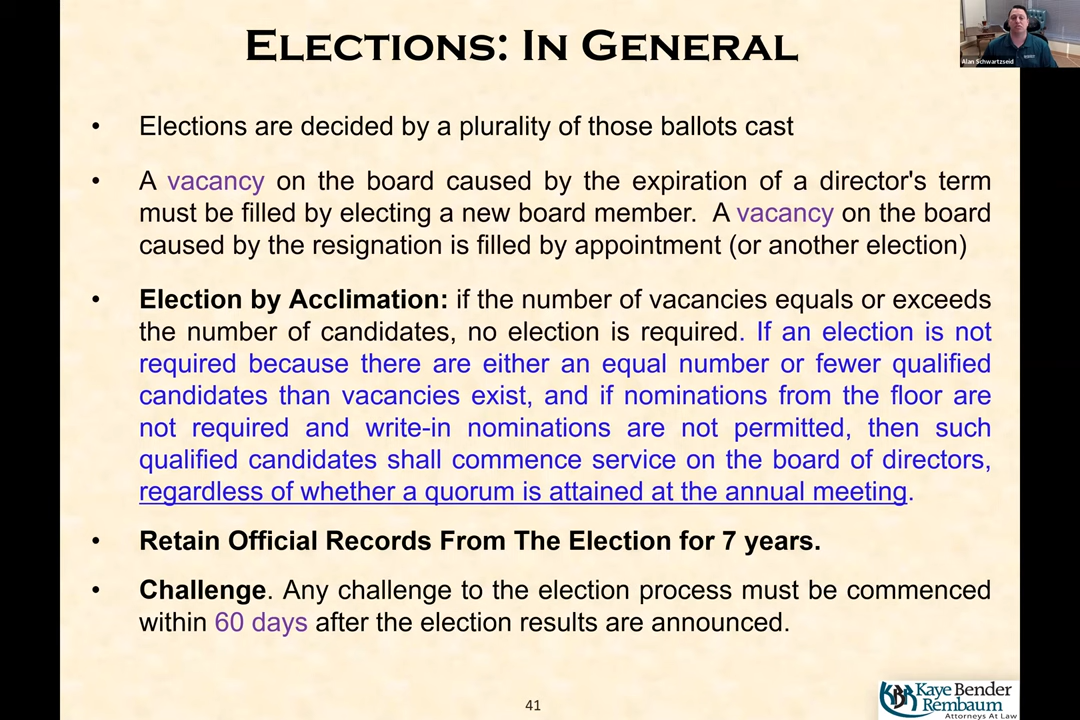 ELECTIONS: IN GENERAL
Alan Schwartzseid
• Elections are decided by a plurality of those ballots cast
• A vacancy on the board caused by the expiration of a director's term
must be filled by electing a new board member. A vacancy on the board
caused by the resignation is filled by appointment (or another election)
• Election by Acclimation: if the number of vacancies equals or exceeds
the number of candidates, no election is required. If an election is not
required because there are either an equal number or fewer qualified
candidates than vacancies exist, and if nominations from the floor are
not required and write-in nominations are not permitted, then such
qualified candidates shall commence service on the board of directors,
regardless of whether a quorum is attained at the annual meeting.
• Retain Official Records From The Election for 7 years.
• Challenge. Any challenge to the election process must be commenced
within 60 days after the election results are announced.
41
KBR Kaye Bender
Rembaum
Attorneys At Law